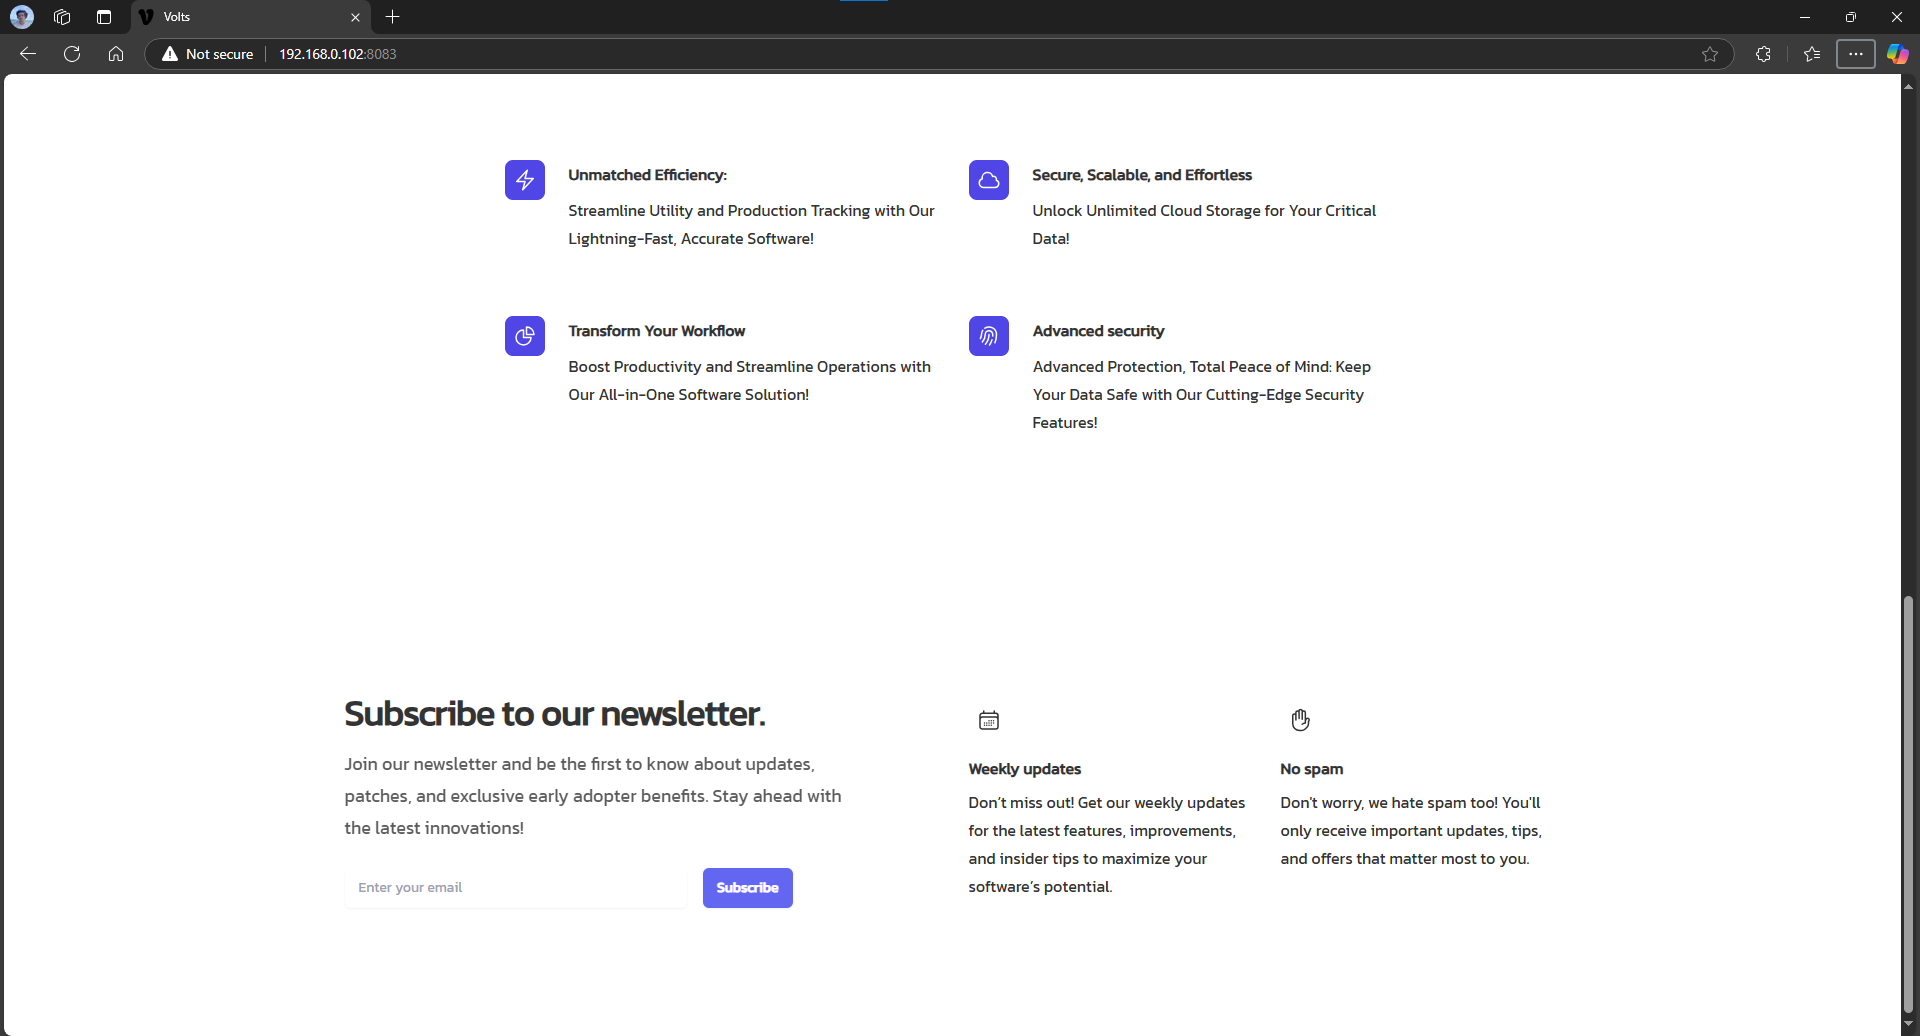 Volts
Not secure
192.168.0.102:8083
Unmatched Efficiency:
Streamline Utility and Production Tracking with Our
Lightning-Fast, Accurate Software!
Secure, Scalable, and Effortless
Unlock Unlimited Cloud Storage for Your Critical
Data!
Transform Your Workflow
Boost Productivity and Streamline Operations with
Our All-in-One Software Solution!
Advanced security
Advanced Protection, Total Peace of Mind: Keep
Your Data Safe with Our Cutting-Edge Security
Features!
Subscribe to our newsletter.
Join our newsletter and be the first to know about updates,
patches, and exclusive early adopter benefits. Stay ahead with
the latest innovations!
Enter your email
Subscribe
Weekly updates
Don’t miss out! Get our weekly updates
for the latest features, improvements,
and insider tips to maximize your
software’s potential.
No spam
Don't worry, we hate spam too! You'll
only receive important updates, tips,
and offers that matter most to you.